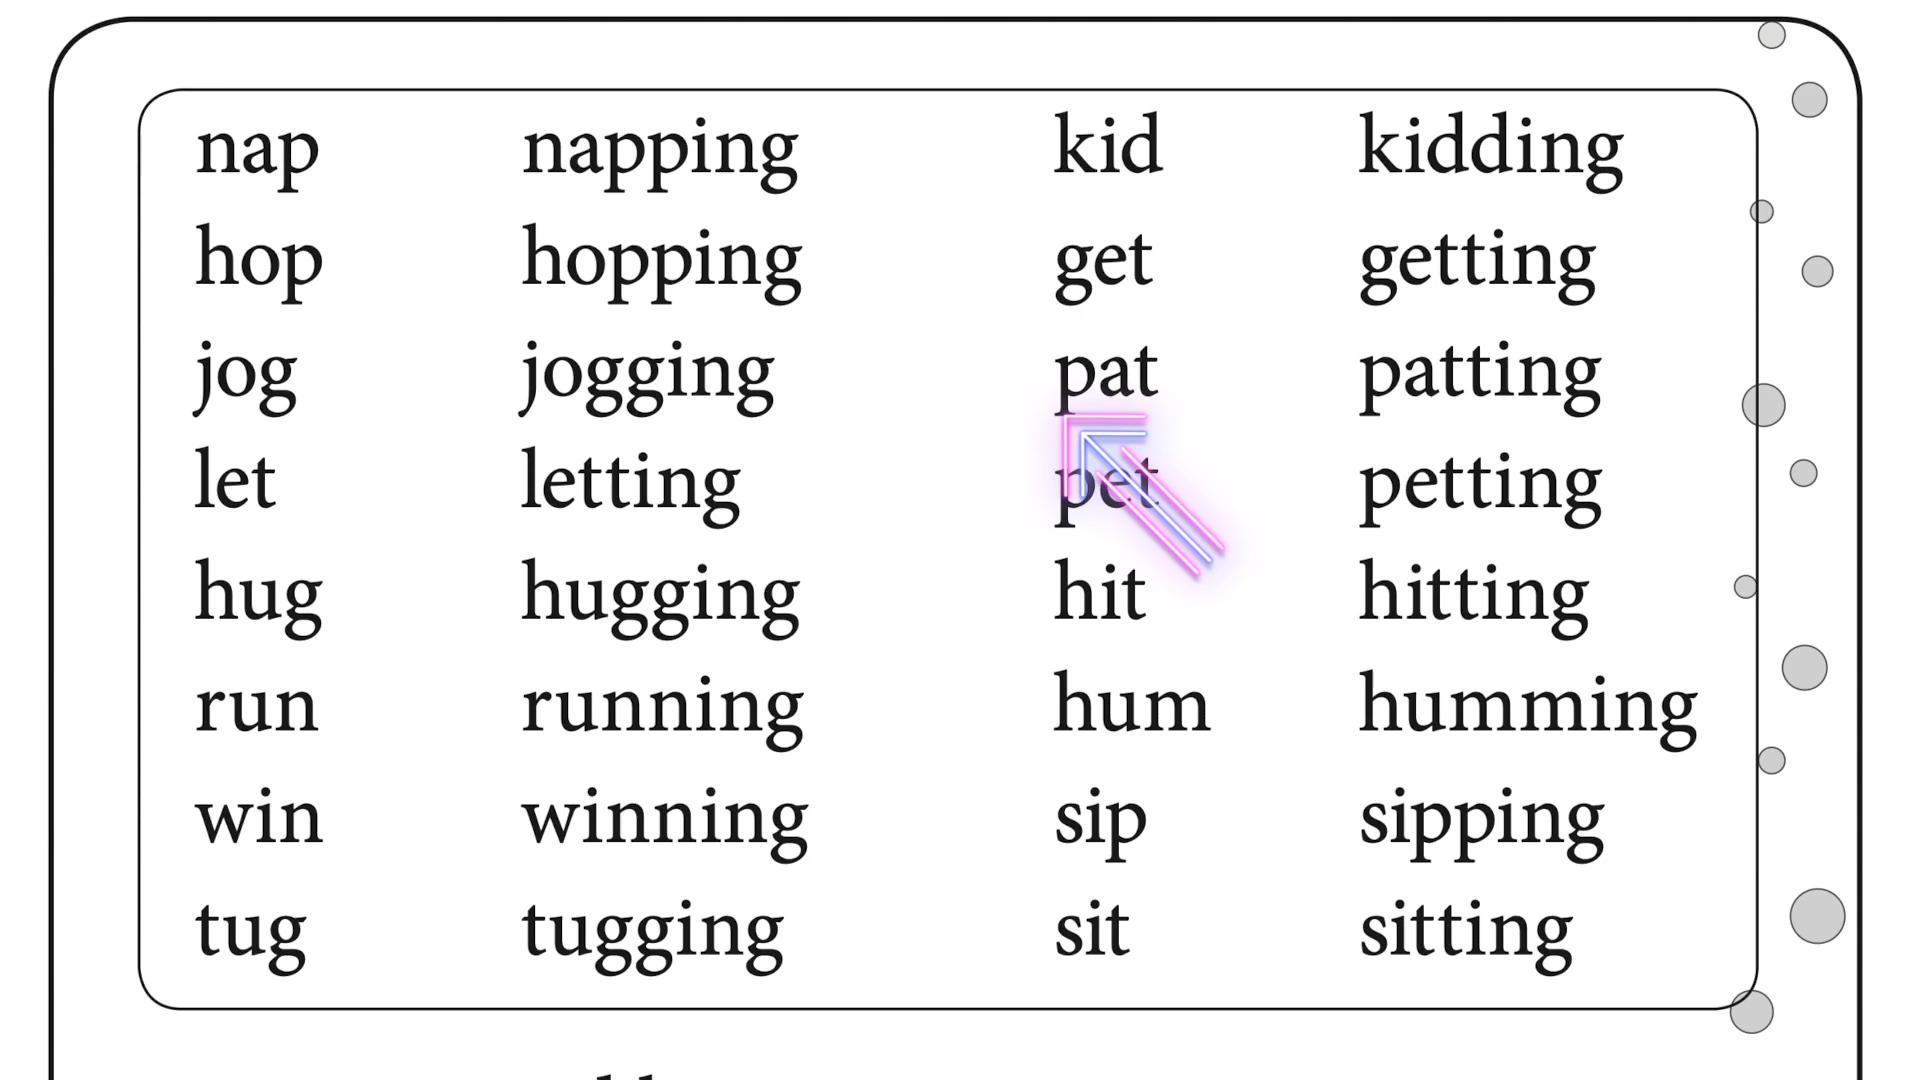 nap napping kid kidding
hop hopping get getting
jog jogging pat patting
let letting pet petting
hug hugging hit hitting
run running hum humming
win winning sip sipping
tug tugging sit sitting